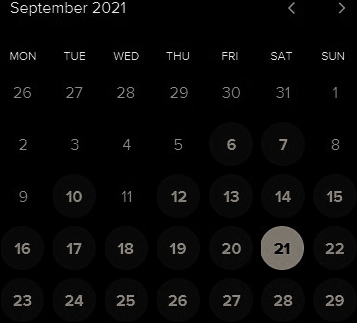 September 2021
MON TUE WED THU FRI SAT SUN
26 27 28 29 30 31 1
2 3 4 5 6 7 8
9 10 11 12 13 14 15
16 17 18 19 20 21 22
23 24 25 26 27 28 29